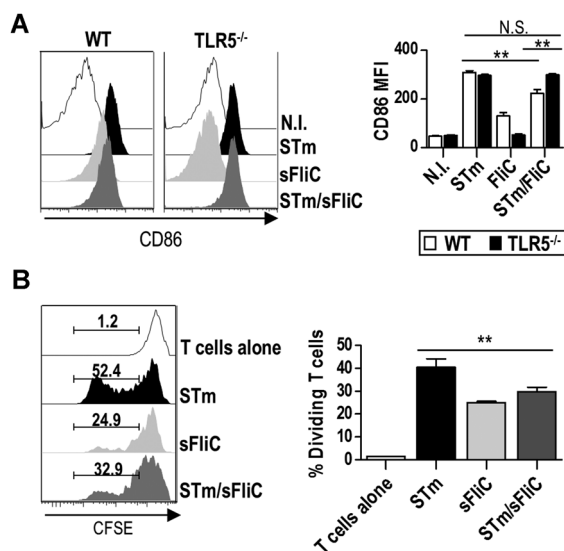 A
WT
TLR5-/-
N.I.
STm
sFliC
STm/sFliC
CD86
N.S.
**
**
CD86 MFI
400
200
0
N.I.
STm
FliC
STm/FliC
WT
TLR5-/-
B
1.2
52.4
24.9
32.9
T cells alone
STm
sFliC
STm/sFliC
CFSE
**
% Dividing T cells
50
40
30
20
10
0
T cells alone
STm
sFliC
STm/sFliC